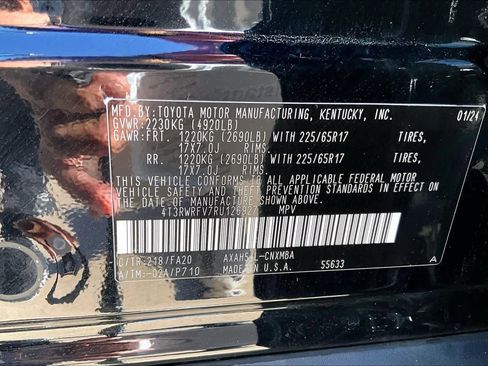 MFD.BY:TOYOTA MOTOR MANUFACTURING, KENTUCKY, INC. 01/24
GVWR:2230KG (4920LB)
GAWR:FRT. 1220KG (2690LB) WITH 225/65R17 TIRES,
17X7.0J RIMS,
RR. 1220KG (2690LB) WITH 225/65R17 TIRES,
17X7.0J RIMS.
THIS VEHICLE CONFORMS TO ALL APPLICABLE FEDERAL MOTOR
VEHICLE SAFETY AND THEFT PREVENTION STANDARDS IN EFFECT ON
THE DATE OF MANUFACTURE SHOWN ABOVE.
MPV
C/TR:218/FA20
A/TM:-02A/P710 MADE IN U.S.A. 55633 A